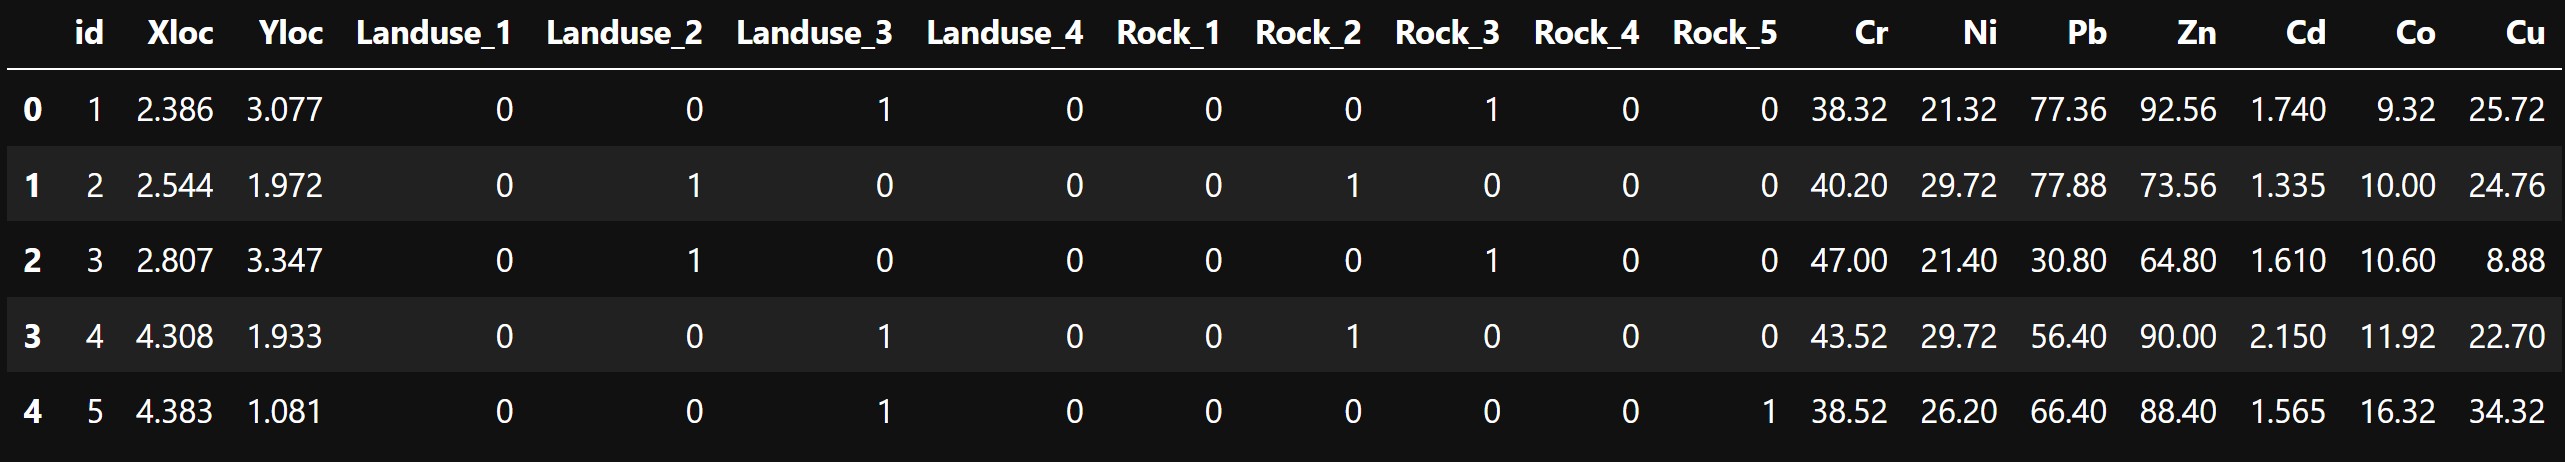 id Xloc Yloc Landuse_1 Landuse_2 Landuse_3 Landuse_4 Rock_1 Rock_2 Rock_3 Rock_4 Rock_5 Cr Ni Pb Zn Cd Co Cu
0 1 2.386 3.077 0 0 1 0 0 0 1 0 0 38.32 21.32 77.36 92.56 1.740 9.32 25.72
1 2 2.544 1.972 0 1 0 0 0 1 0 0 0 40.20 29.72 77.88 73.56 1.335 10.00 24.76
2 3 2.807 3.347 0 1 0 0 0 0 1 0 0 47.00 21.40 30.80 64.80 1.610 10.60 8.88
3 4 4.308 1.933 0 0 1 0 0 1 0 0 0 43.52 29.72 56.40 90.00 2.150 11.92 22.70
4 5 4.383 1.081 0 0 1 0 0 0 0 0 1 38.52 26.20 66.40 88.40 1.565 16.32 34.32